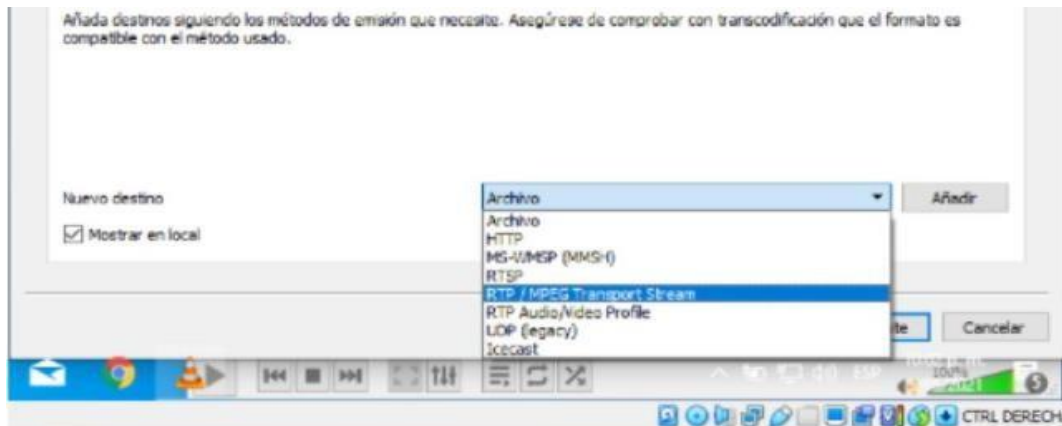 Añada destinos siguiendo los métodos de emisión que necesite. Asegúrese de comprobar con transcodificación que el formato es
compatible con el método usado.
Nuevo destino
Archivo
Añadir
Mostrar en local
Archivo
HTTP
MS-WMSP (MMSH)
RTSP
RTP / MPEG Transport Stream
RTP Audio/Video Profile
UDP (legacy)
Icecast
Cancelar
100%
ESP
2021
CTRL DERECH